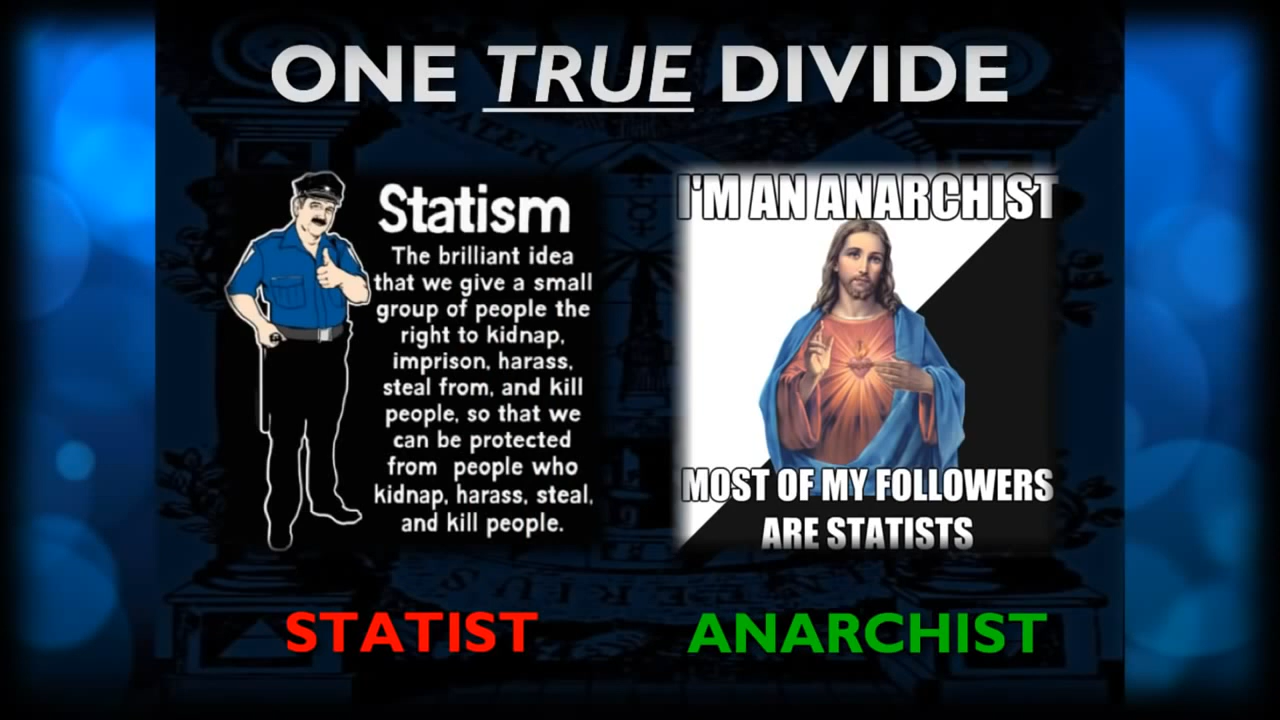 ONE TRUE DIVIDE
Statism
The brilliant idea
that we give a small
group of people the
right to kidnap,
imprison, harass,
steal from, and kill
people, so that we
can be protected
from people who
kidnap, harass, steal,
and kill people.
I'M AN ANARCHIST
MOST OF MY FOLLOWERS
ARE STATISTS
STATIST
ANARCHIST